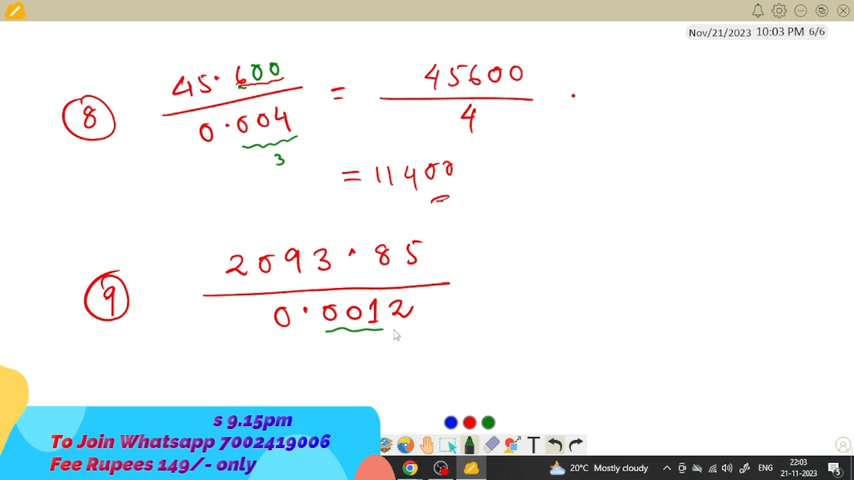 Nov/21/2023 10:03 PM 6/6
⑧ 45.600 / 0.004 = 45600 / 4 .
3
= 11400
⑨ 2093.85 / 0.0012
s 9.15pm
To Join Whatsapp 7002419006
Fee Rupees 149/- only
T
20°C Mostly cloudy ENG 22:03
21-11-2023 5